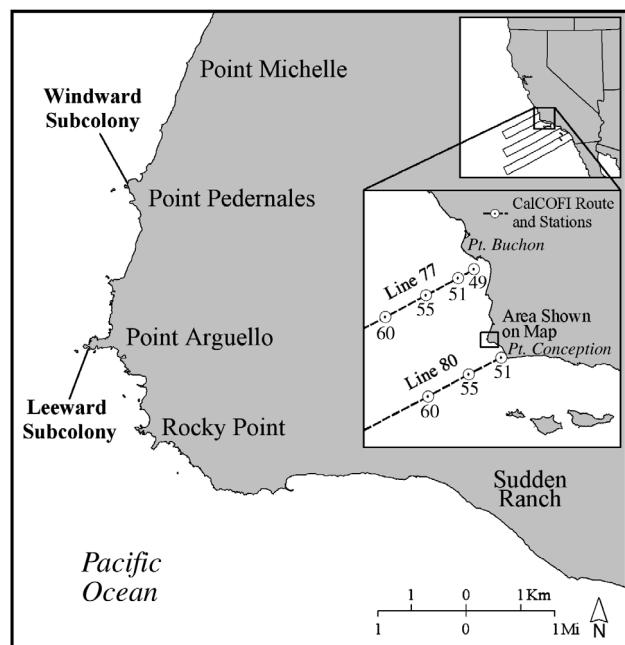 Point Michelle
Windward
Subcolony
Point Pedernales
Point Arguello
Leeward
Subcolony
Rocky Point
Sudden
Ranch
Pacific
Ocean
CalCOFI Route
and Stations
Pt. Buchon
Line 77
49
51
55
60
Area Shown
on Map
Pt. Conception
Line 80
51
55
60
1 0 1 Km
1 0 1 Mi
N